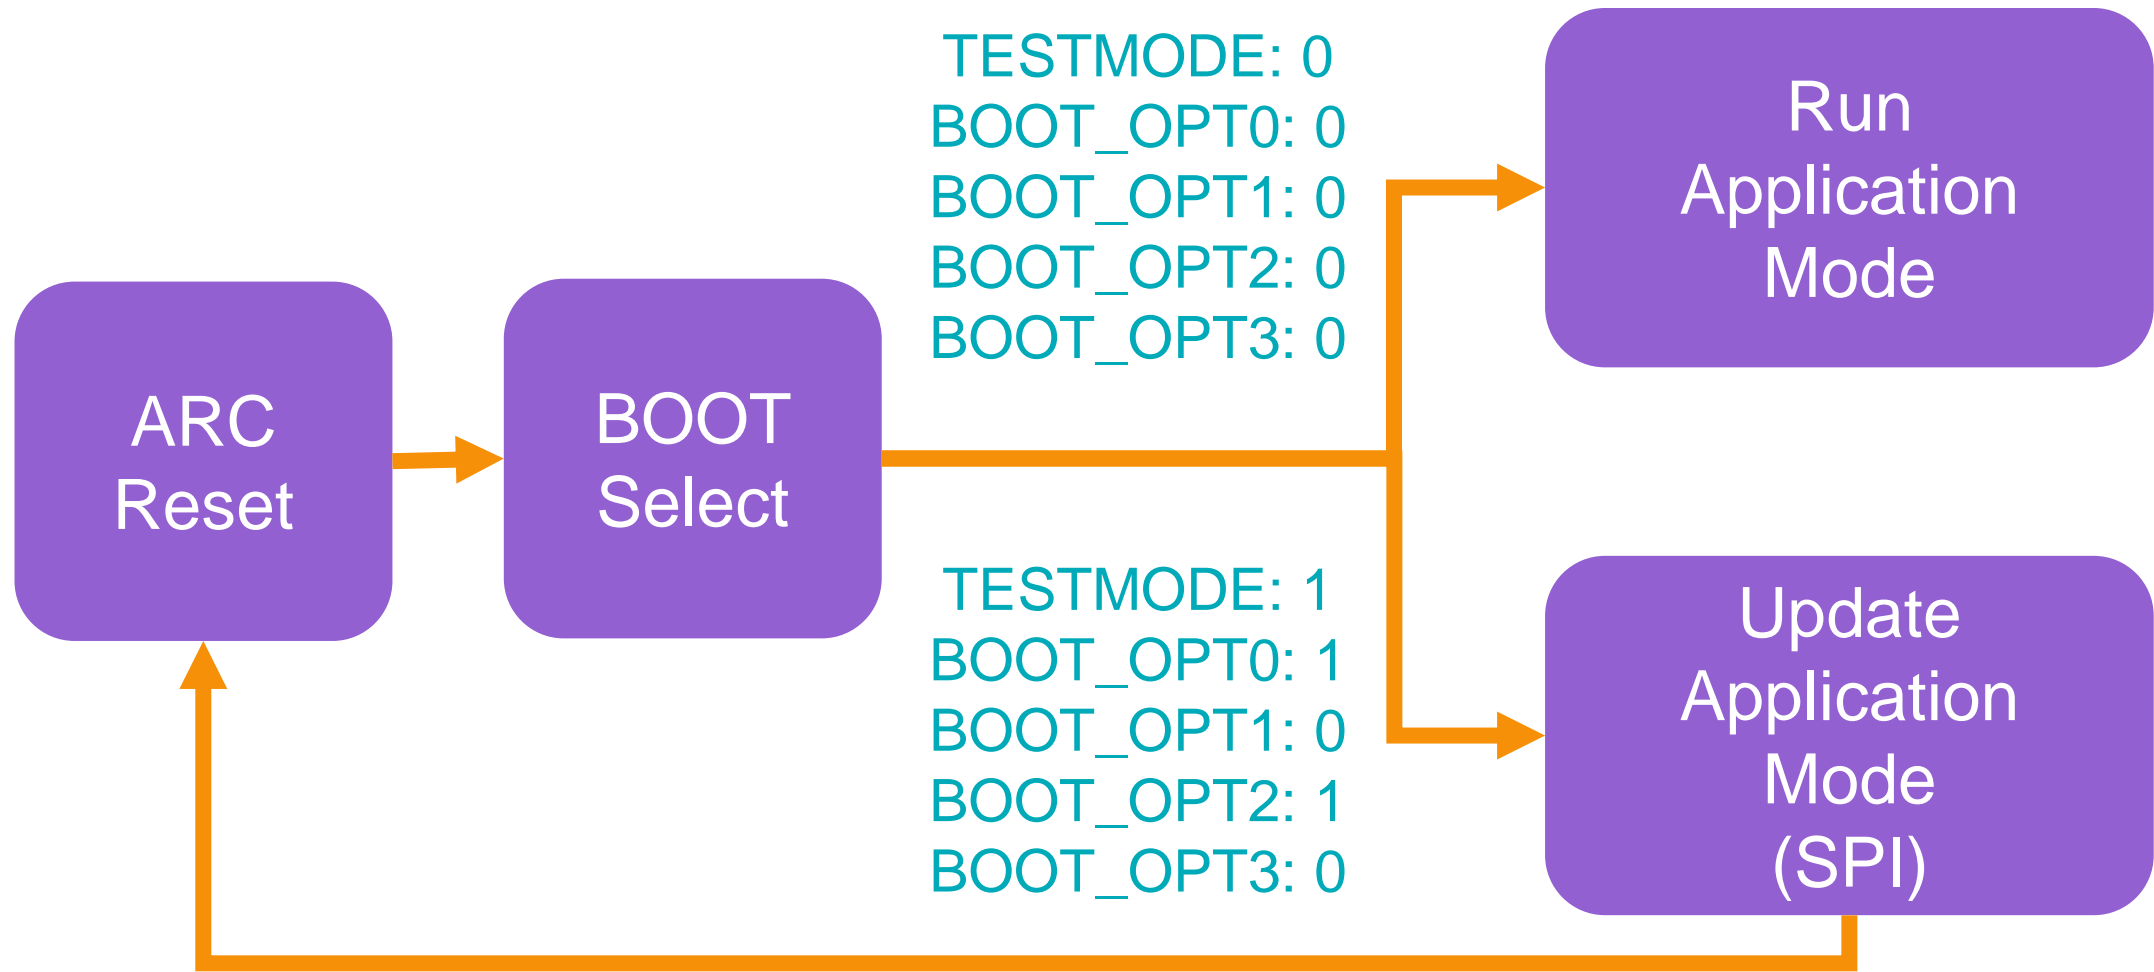 ARC
Reset
BOOT
Select
TESTMODE: 0
BOOT_OPT0: 0
BOOT_OPT1: 0
BOOT_OPT2: 0
BOOT_OPT3: 0
TESTMODE: 1
BOOT_OPT0: 1
BOOT_OPT1: 0
BOOT_OPT2: 1
BOOT_OPT3: 0
Run
Application
Mode
Update
Application
Mode
(SPI)